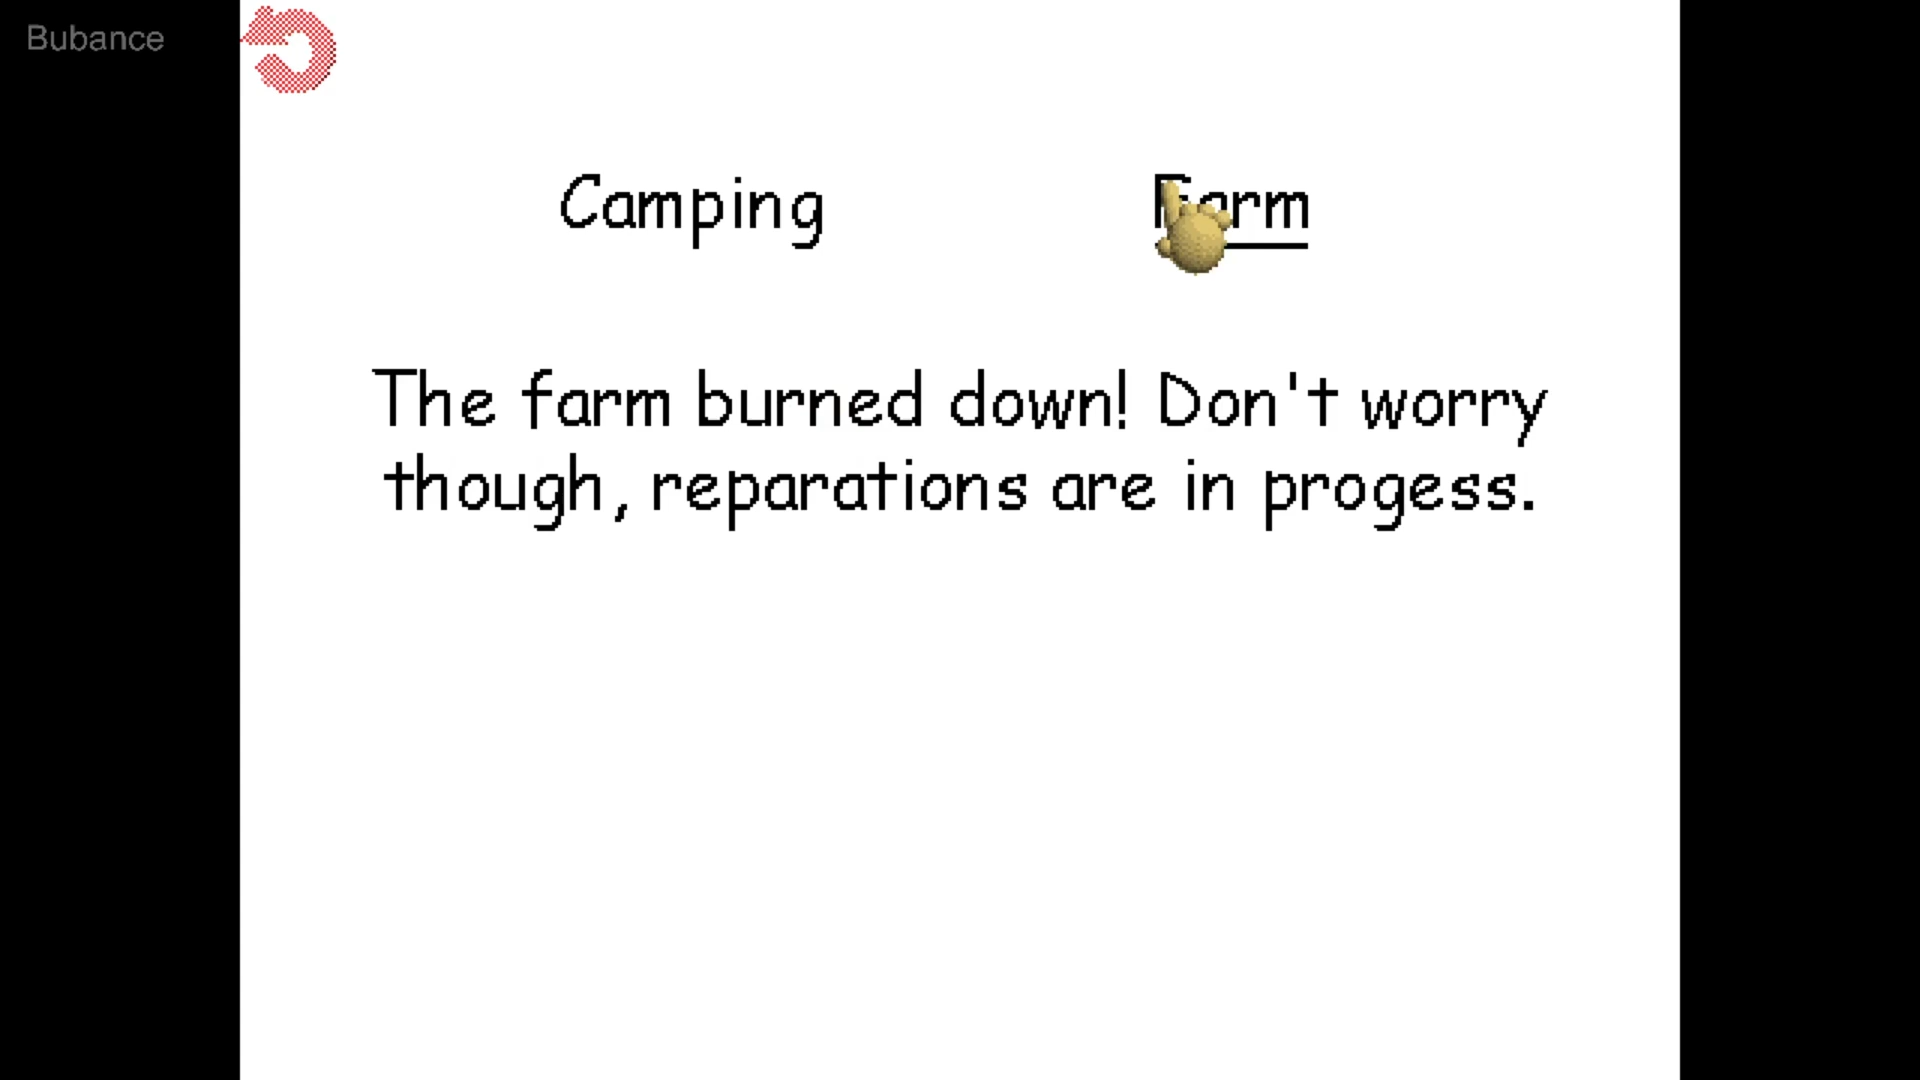 Bubance
Camping Farm
The farm burned down! Don't worry
though, reparations are in progess.